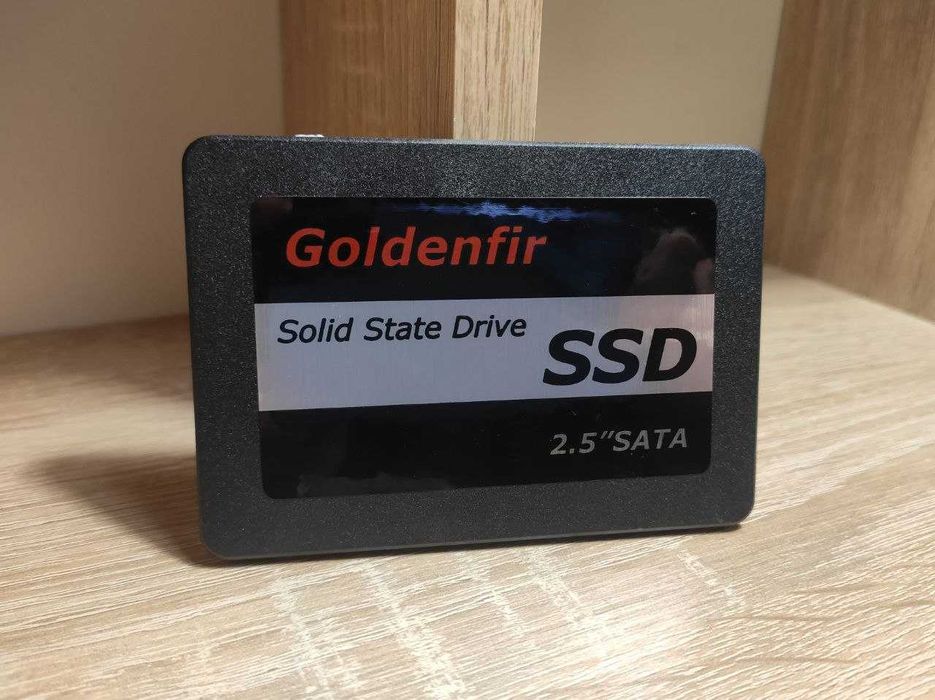 Goldenfir
Solid State Drive
SSD
2.5"SATA